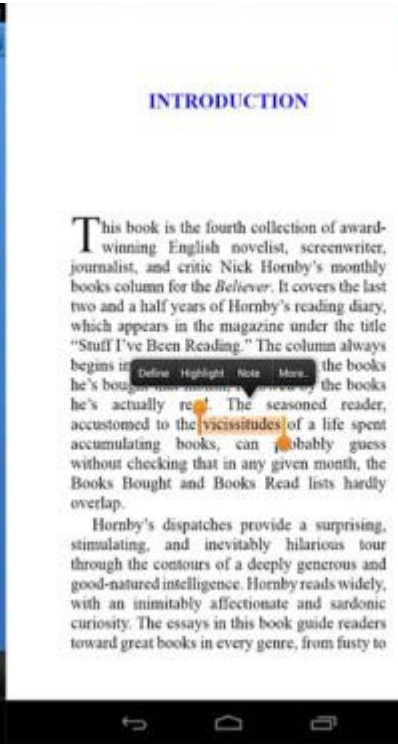 INTRODUCTION
This book is the fourth collection of award-
winning English novelist, screenwriter,
journalist, and critic Nick Hornby's monthly
books column for the Believer. It covers the last
two and a half years of Hornby's reading diary,
which appears in the magazine under the title
"Stuff I've Been Reading." The column always
begins in the books
Define Highlight Note More..
he's the books
he's actually The seasoned reader,
accustomed to the vicissitudes of a life spent
accumulating books, can probably guess
without checking that in any given month, the
Books Bought and Books Read lists hardly
overlap.
Hornby's dispatches provide a surprising,
stimulating, and inevitably hilarious tour
through the contours of a deeply generous and
good-natured intelligence. Hornby reads widely,
with an inimitably affectionate and sardonic
curiosity. The essays in this book guide readers
toward great books in every genre, from fusty to